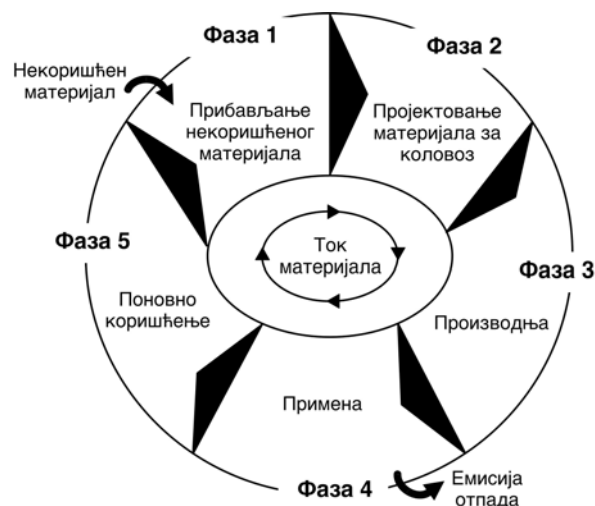 Фаза 1
Фаза 2
Некоришћен
материјал
Прибављање
некоришћеног
материјала
Пројектовање
материјала за
коловоз
Фаза 5
Ток
материјала
Фаза 3
Поновно
коришћење
Производња
Примена
Фаза 4
Емисија
отпада